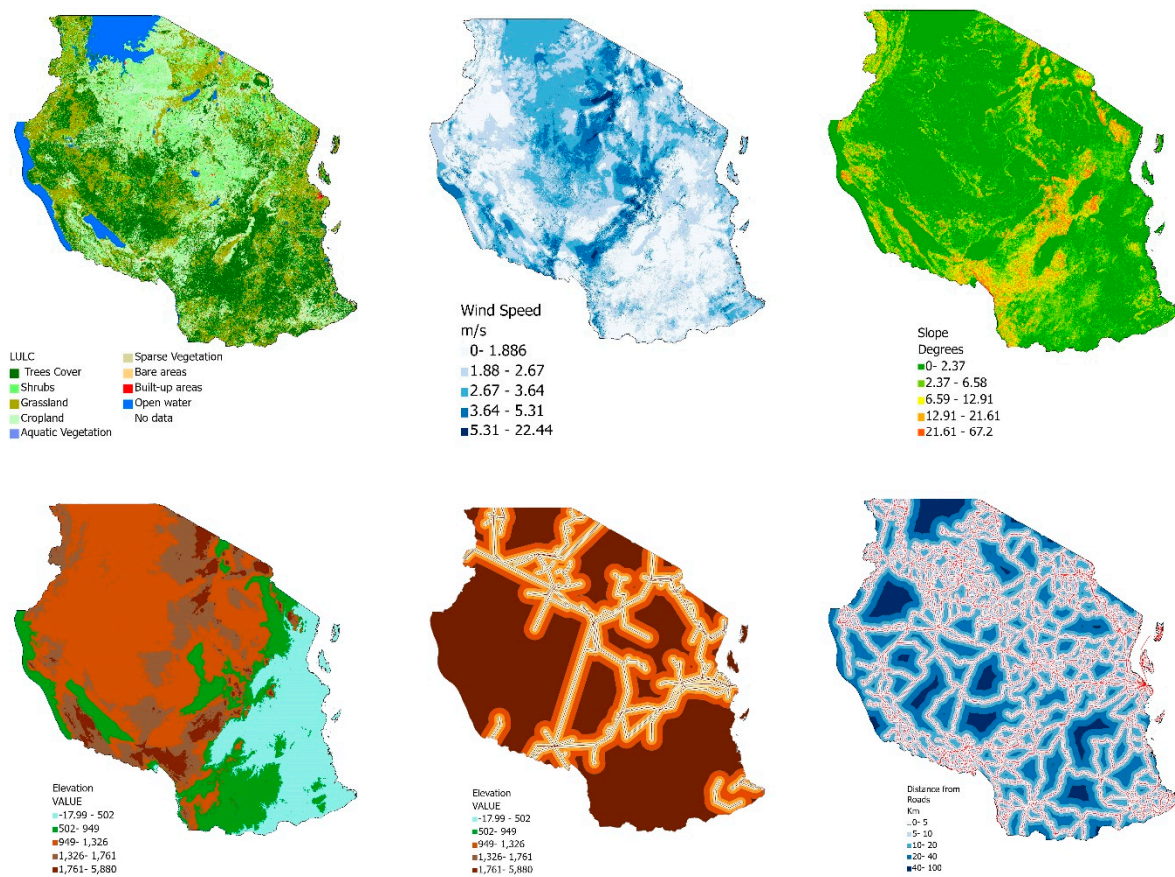 LULC
Trees Cover
Shrubs
Grassland
Cropland
Aquatic Vegetation
Sparse Vegetation
Bare areas
Built-up areas
Open water
No data
Wind Speed
m/s
0- 1.886
1.88 - 2.67
2.67 - 3.64
3.64 - 5.31
5.31 - 22.44
Slope
Degrees
0- 2.37
2.37 - 6.58
6.59 - 12.91
12.91 - 21.61
21.61 - 67.2
Elevation
VALUE
-17.99 - 502
502- 949
949- 1,326
1,326- 1,761
1,761- 5,880
Elevation
VALUE
-17.99 - 502
502- 949
949- 1,326
1,326- 1,761
1,761- 5,880
Distance from
Roads
Km
0- 5
5- 10
10- 20
20- 40
40- 100